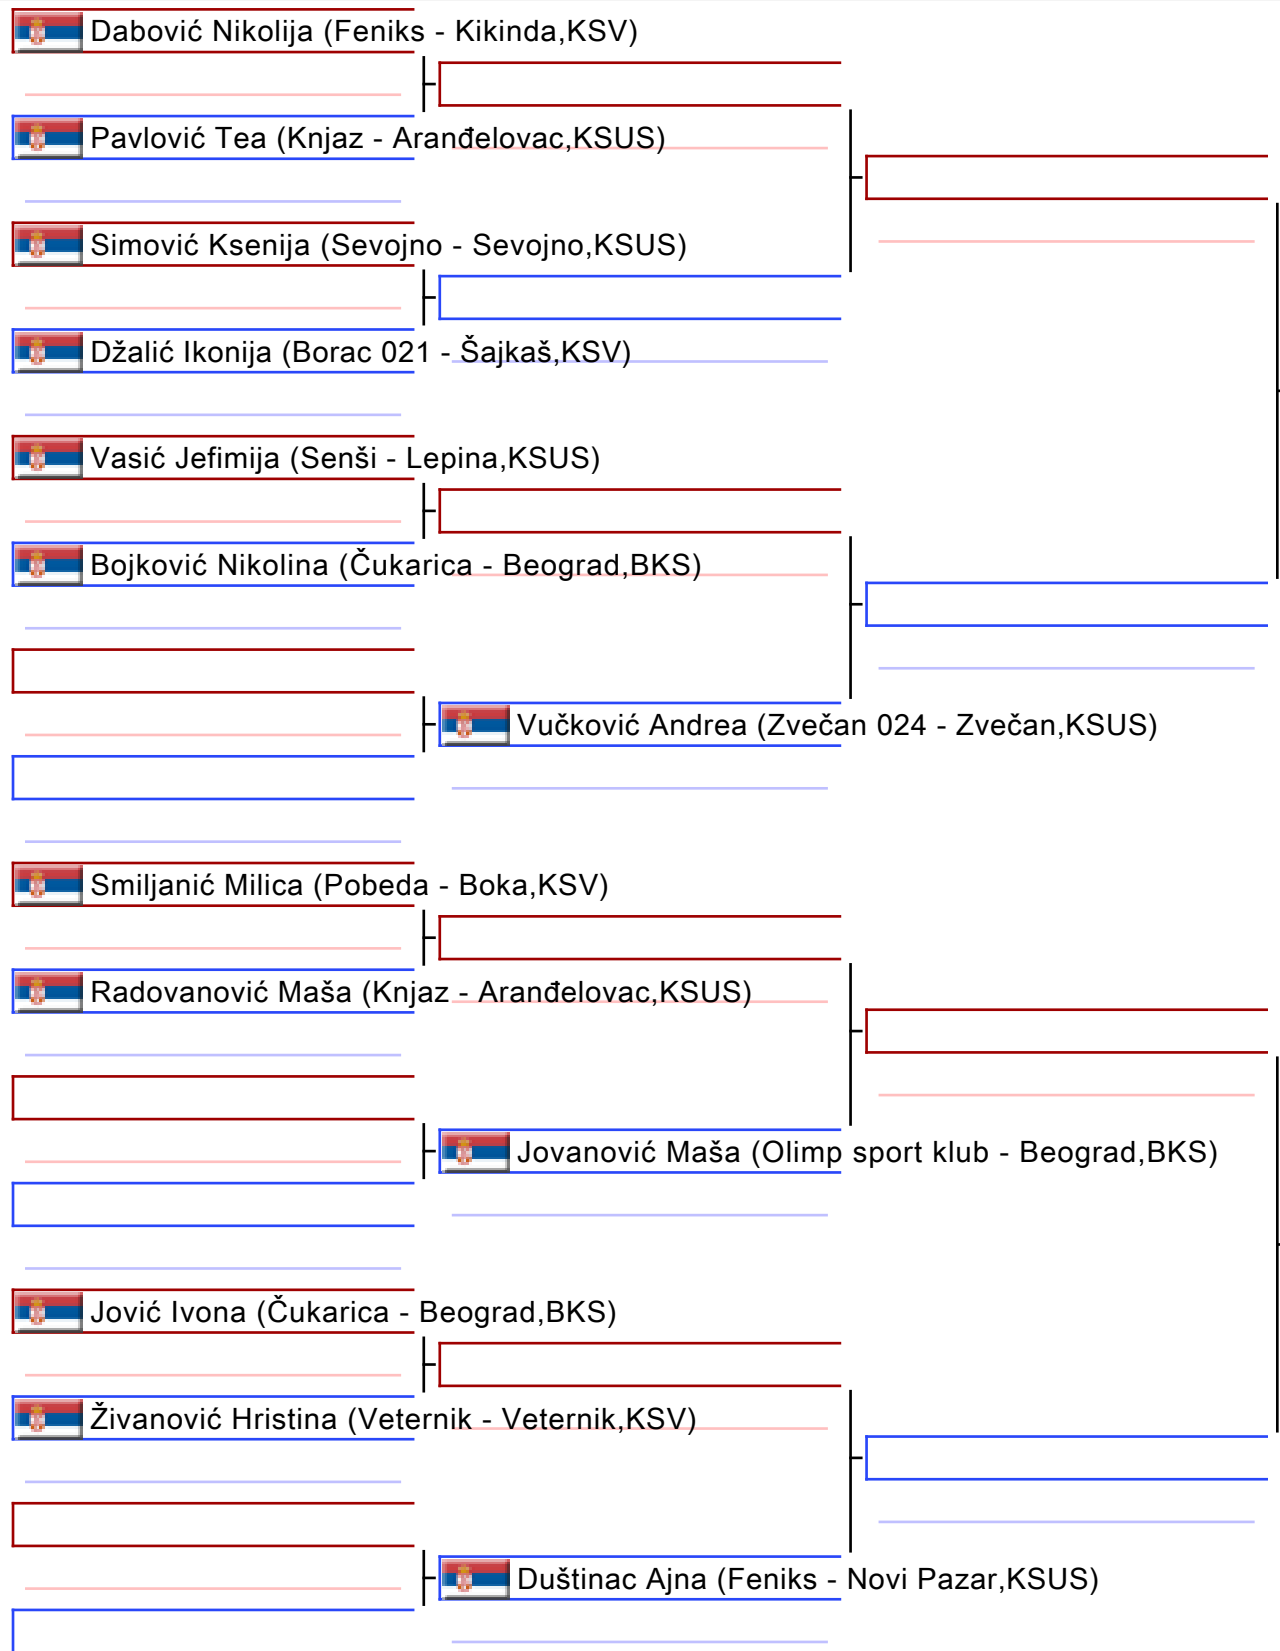 Dabović Nikolija (Feniks - Kikinda,KSV)
Pavlović Tea (Knjaz - Aranđelovac,KSUS)
Simović Ksenija (Sevojno - Sevojno,KSUS)
Džalić Ikonija (Borac 021 - Šajkaš,KSV)
Vasić Jefimija (Senši - Lepina,KSUS)
Bojković Nikolina (Čukarica - Beograd,BKS)
Vučković Andrea (Zvečan 024 - Zvečan,KSUS)
Smiljanić Milica (Pobeda - Boka,KSV)
Radovanović Maša (Knjaz - Aranđelovac,KSUS)
Jovanović Maša (Olimp sport klub - Beograd,BKS)
Jović Ivona (Čukarica - Beograd,BKS)
Živanović Hristina (Veternik - Veternik,KSV)
Duštinac Ajna (Feniks - Novi Pazar,KSUS)